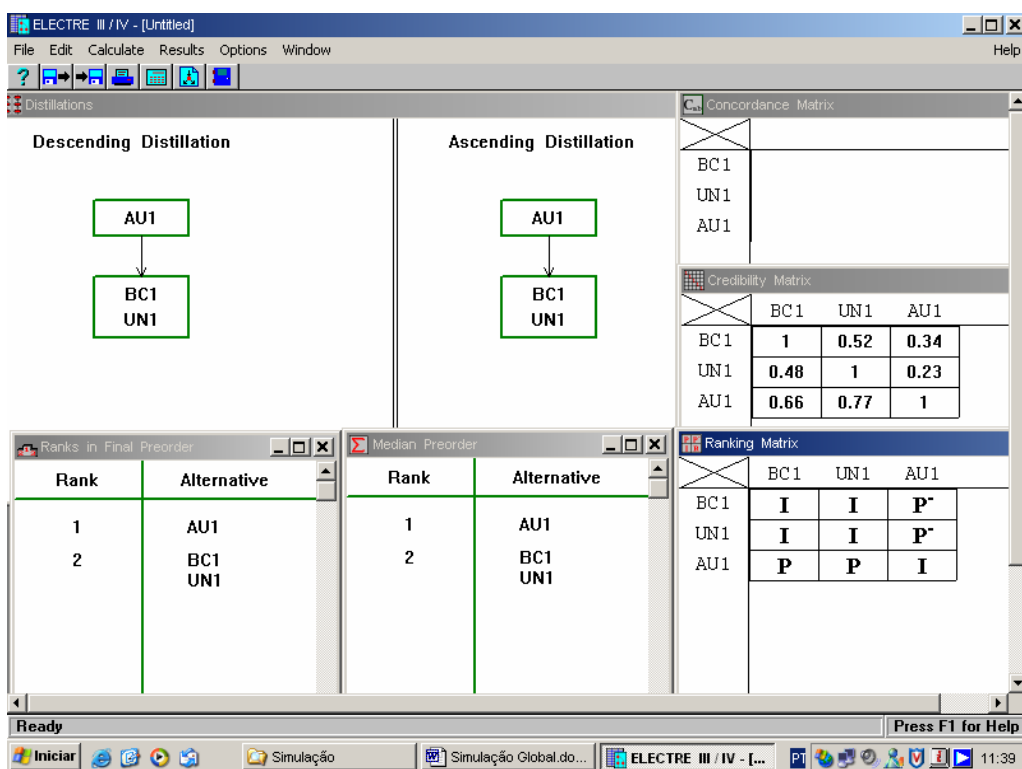 ELECTRE III / IV - [Untitled]
File Edit Calculate Results Options Window Help
?
Distillations
Descending Distillation
AU1
BC1
UN1
Ascending Distillation
AU1
BC1
UN1
Cab Concordance Matrix
BC1
UN1
AU1
Credibility Matrix
BC1 UN1 AU1
BC1 1 0.52 0.34
UN1 0.48 1 0.23
AU1 0.66 0.77 1
Ranks in Final Preorder
Rank Alternative
1 AU1
2 BC1
UN1
Σ Median Preorder
Rank Alternative
1 AU1
2 BC1
UN1
Ranking Matrix
BC1 UN1 AU1
BC1 I I P-
UN1 I I P-
AU1 P P I
Ready Press F1 for Help
Iniciar Simulação Simulação Global.do... ELECTRE III / IV - [... PT 11:39